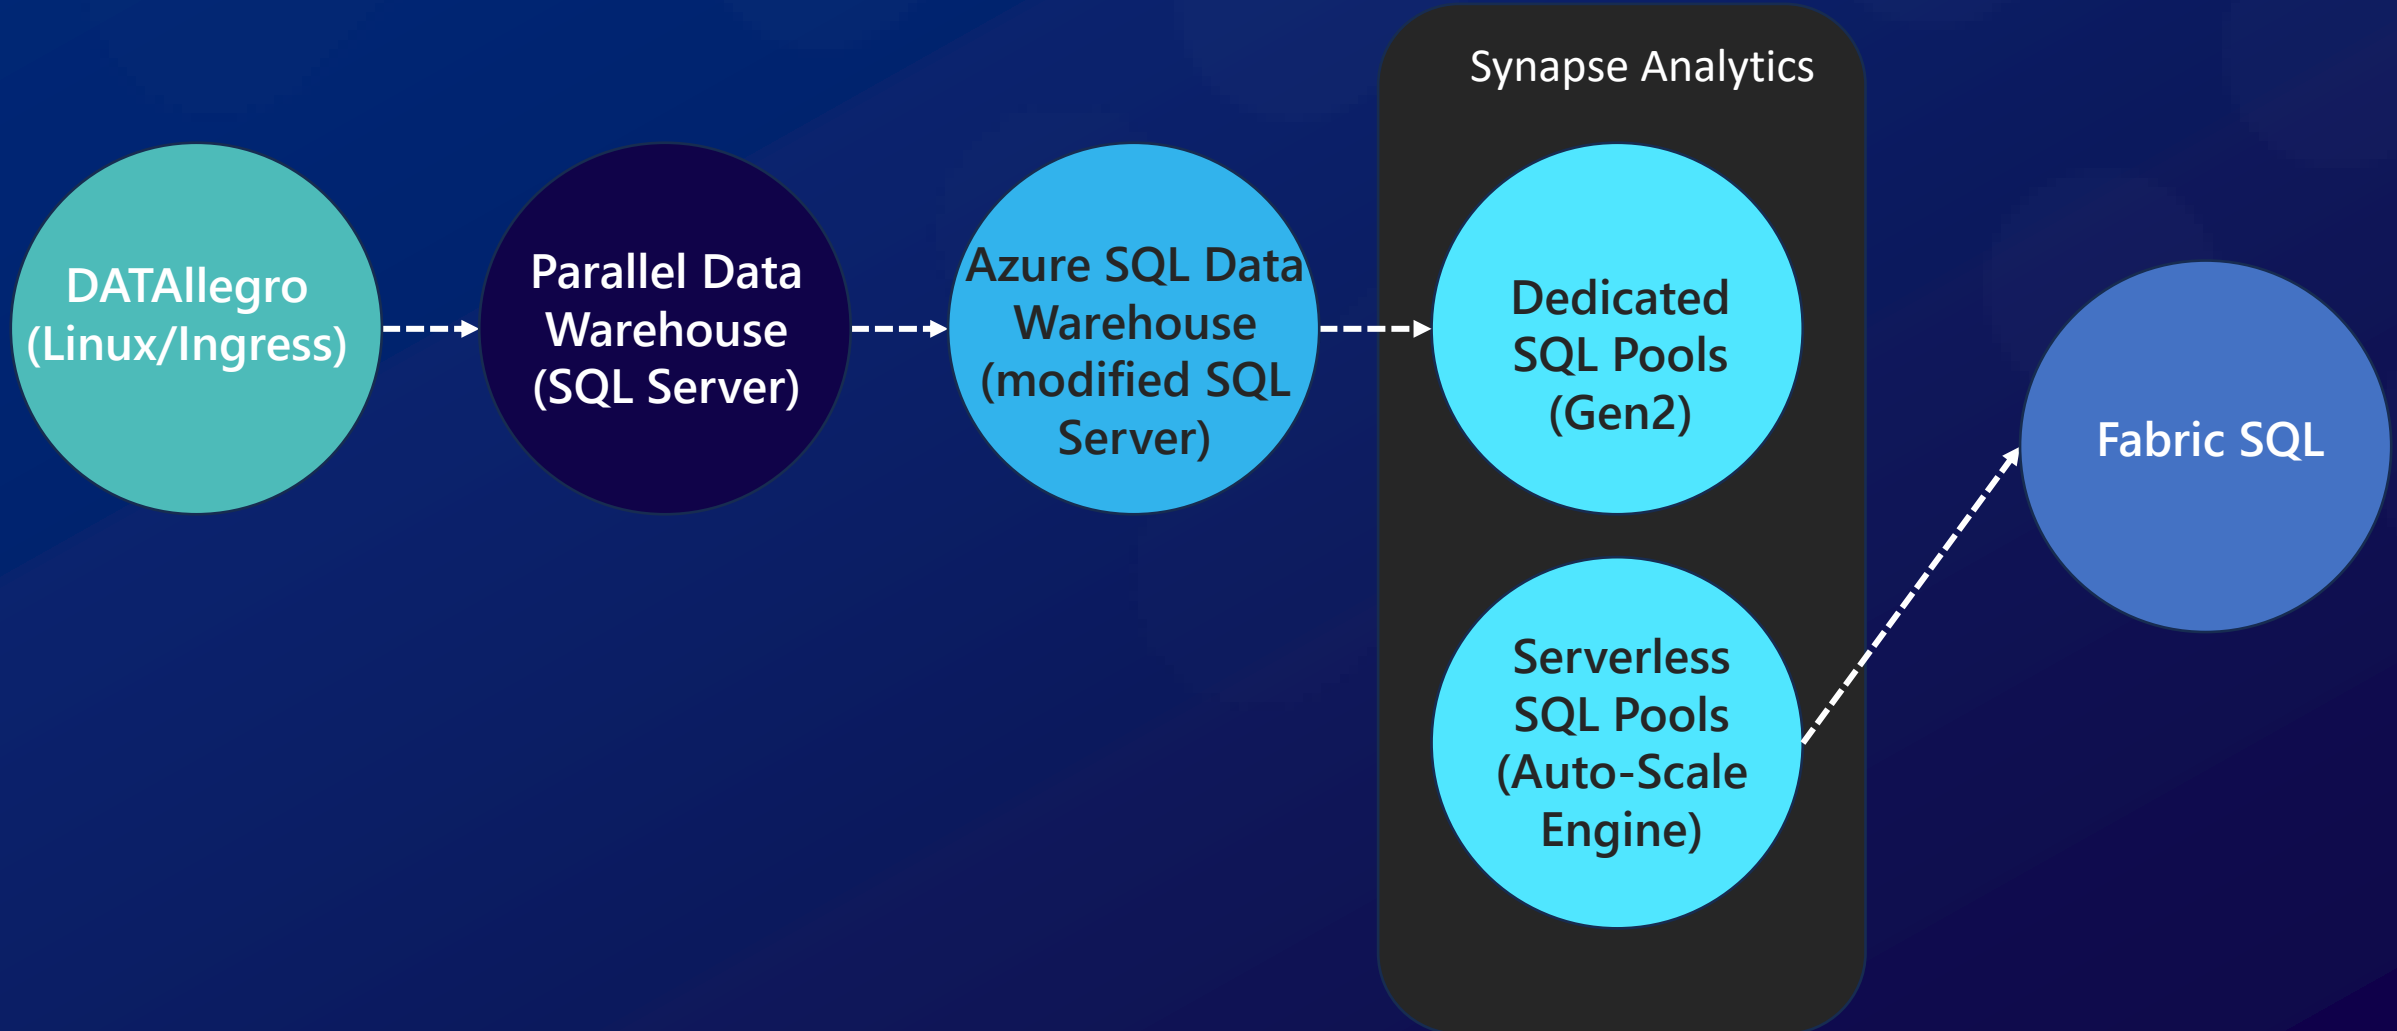 Synapse Analytics
DATAllegro
(Linux/Ingress)
Parallel Data
Warehouse
(SQL Server)
Azure SQL Data
Warehouse
(modified SQL
Server)
Dedicated
SQL Pools
(Gen2)
Serverless
SQL Pools
(Auto-Scale
Engine)
Fabric SQL